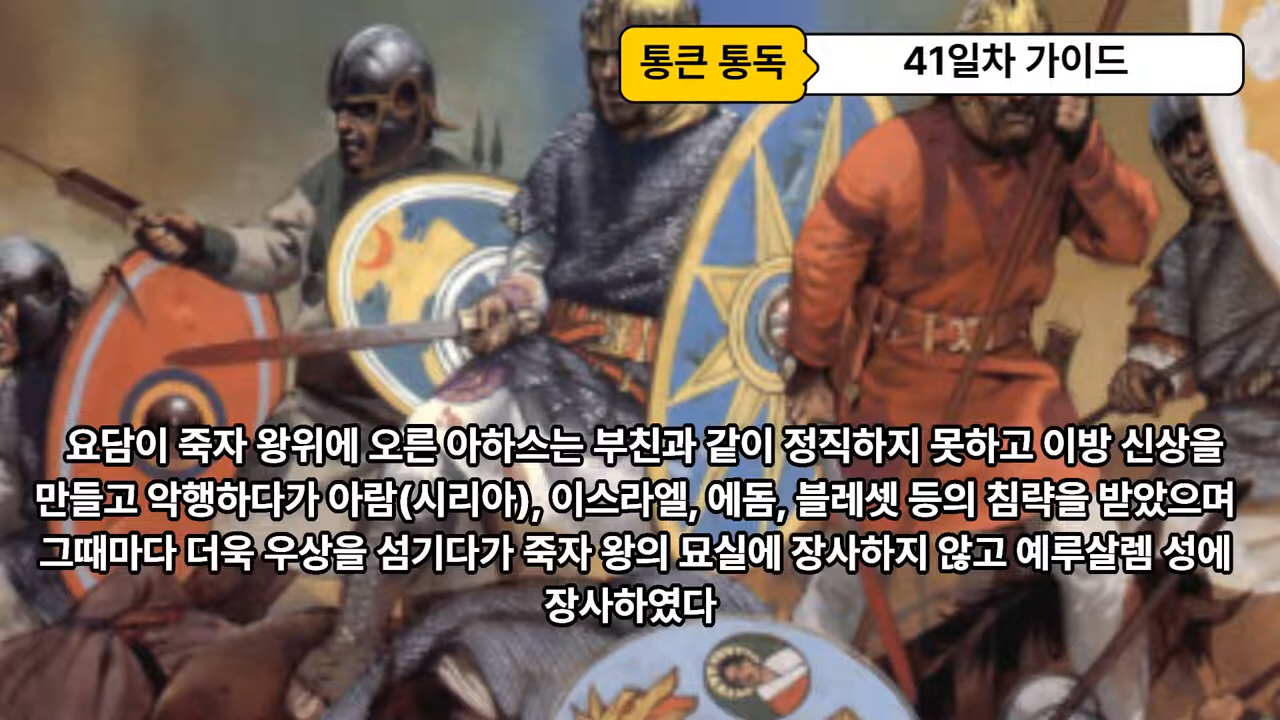 통큰 통독
41일차 가이드
요담이 죽자 왕위에 오른 아하스는 부친과 같이 정직하지 못하고 이방 신상을
만들고 악행하다가 아람(시리아), 이스라엘, 에돔, 블레셋 등의 침략을 받았으며
그때마다 더욱 우상을 섬기다가 죽자 왕의 묘실에 장사하지 않고 예루살렘 성에
장사하였다